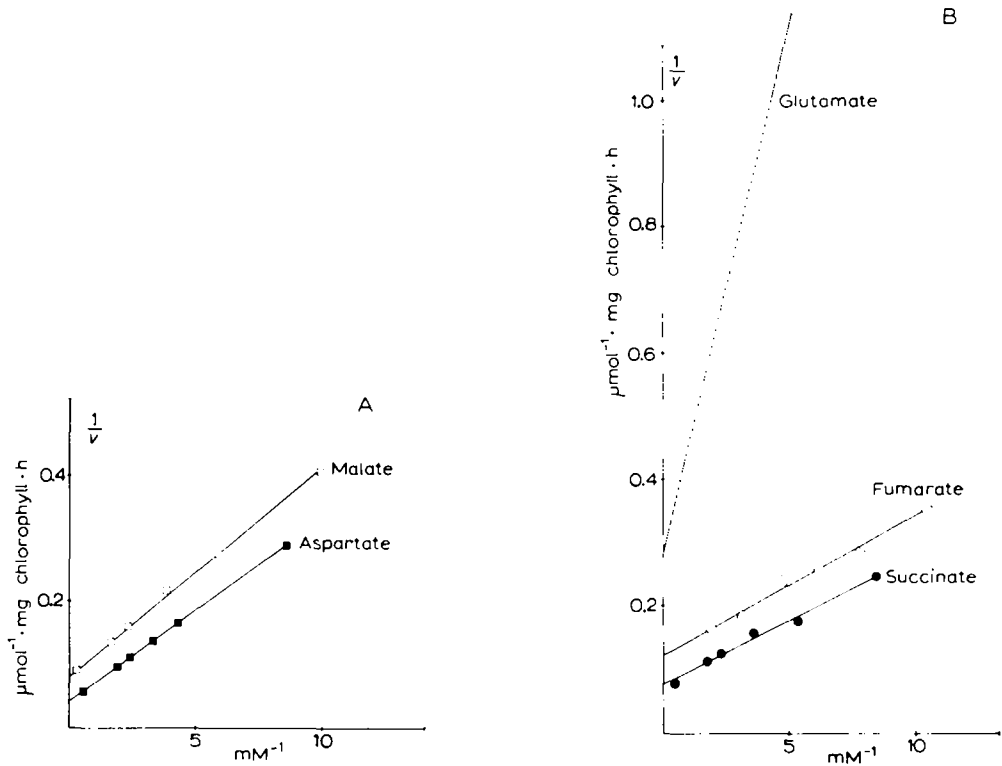 A
1/v
μmol⁻¹·mg chlorophyll·h
0.4
0.2
Malate
Aspartate
5
10
mM⁻¹
B
1/v
μmol⁻¹·mg chlorophyll·h
1.0
0.8
0.6
0.4
0.2
Glutamate
Fumarate
Succinate
5
10
mM⁻¹